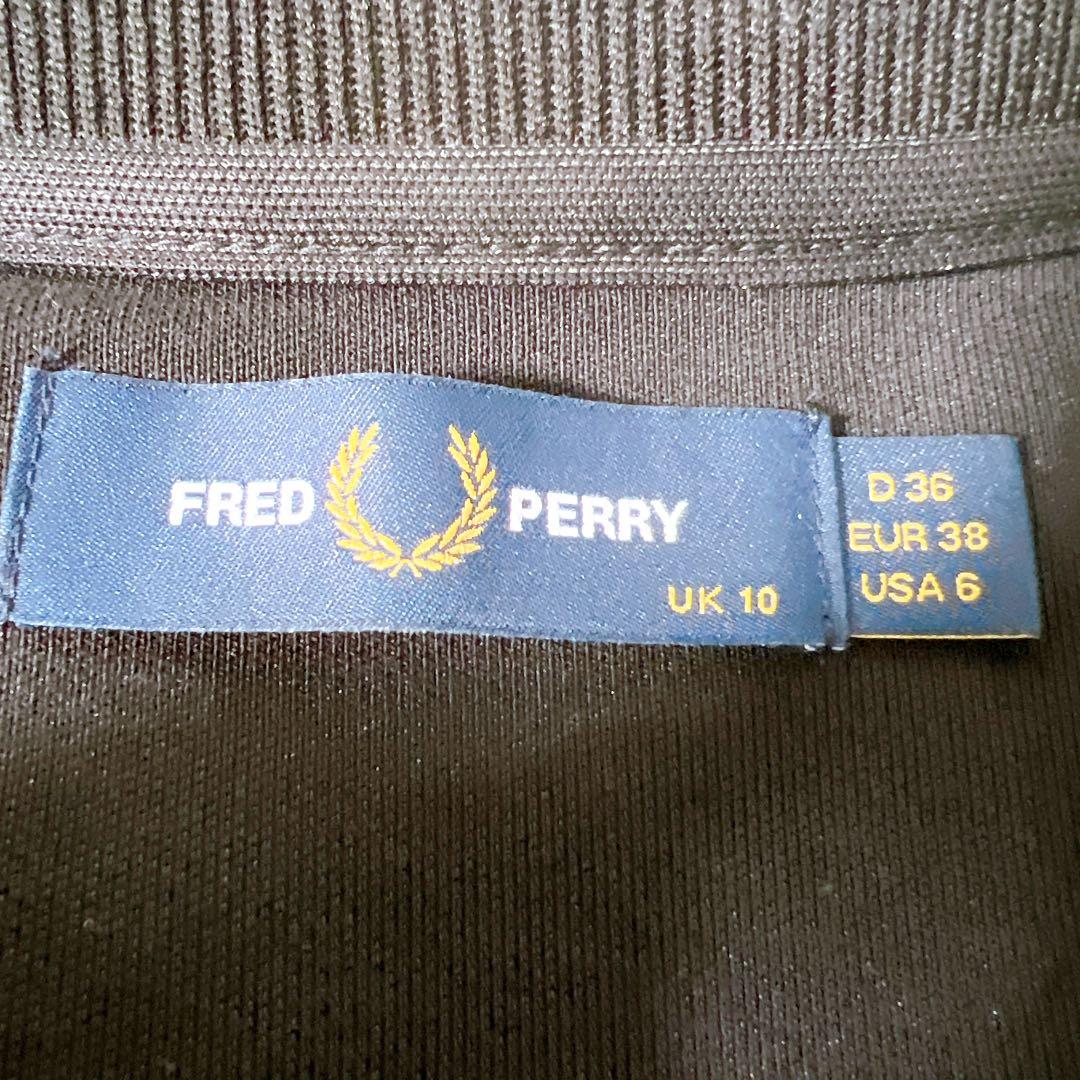 FRED PERRY
UK 10
D 36
EUR 38
USA 6